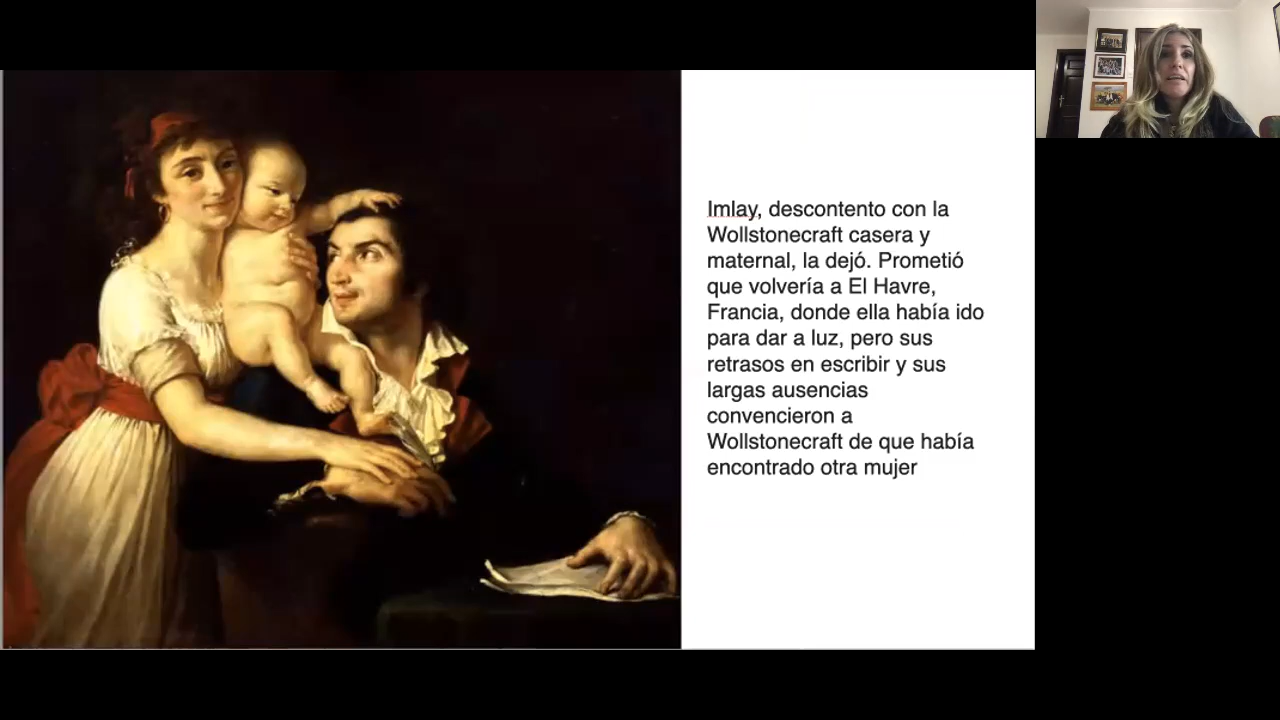 Imlay, descontento con la
Wollstonecraft casera y
maternal, la dejó. Prometió
que volvería a El Havre,
Francia, donde ella había ido
para dar a luz, pero sus
retrasos en escribir y sus
largas ausencias
convencieron a
Wollstonecraft de que había
encontrado otra mujer